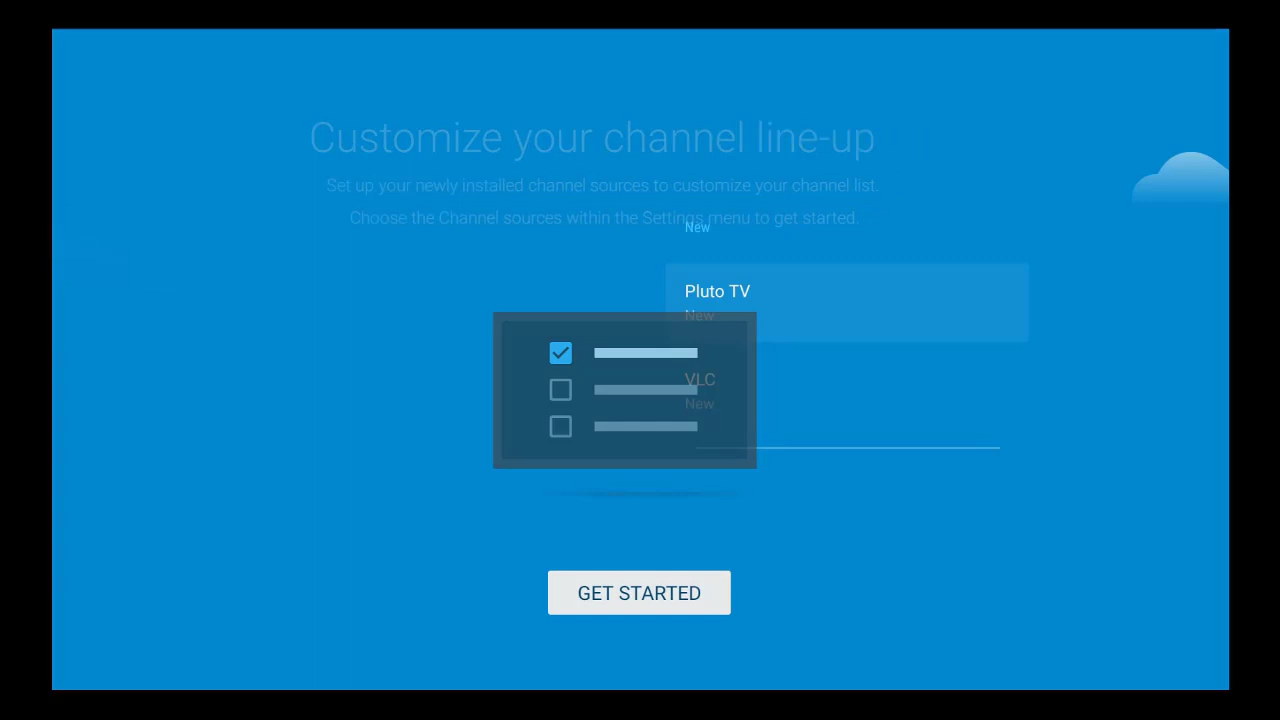 Customize your channel line-up
Set up your newly installed channel sources to customize your channel list.
Choose the Channel sources within the Settings menu to get started.
New
Pluto TV
New
VLC
New
GET STARTED